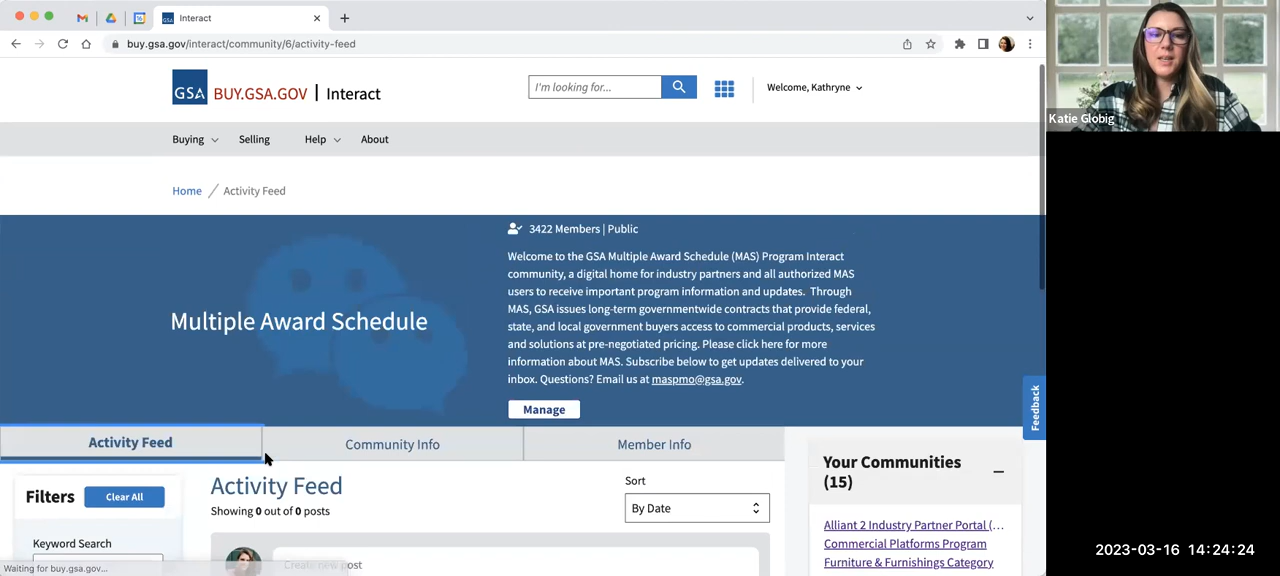 Interact
buy.gsa.gov/interact/community/6/activity-feed
GSA BUY.GSA.GOV | Interact
I'm looking for...
Welcome, Kathryne
Katie Globig
Buying Selling Help About
Home / Activity Feed
3422 Members | Public
Multiple Award Schedule
Welcome to the GSA Multiple Award Schedule (MAS) Program Interact
community, a digital home for industry partners and all authorized MAS
users to receive important program information and updates. Through
MAS, GSA issues long-term governmentwide contracts that provide federal,
state, and local government buyers access to commercial products, services
and solutions at pre-negotiated pricing. Please click here for more
information about MAS. Subscribe below to get updates delivered to your
inbox. Questions? Email us at maspmo@gsa.gov.
Manage
Feedback
Activity Feed Community Info Member Info
Filters Clear All
Keyword Search
Activity Feed
Showing 0 out of 0 posts
Sort
By Date
Create new post
Your Communities
(15)
Alliant 2 Industry Partner Portal (...
Commercial Platforms Program
Furniture & Furnishings Category
Waiting for buy.gsa.gov...
2023-03-16 14:24:24